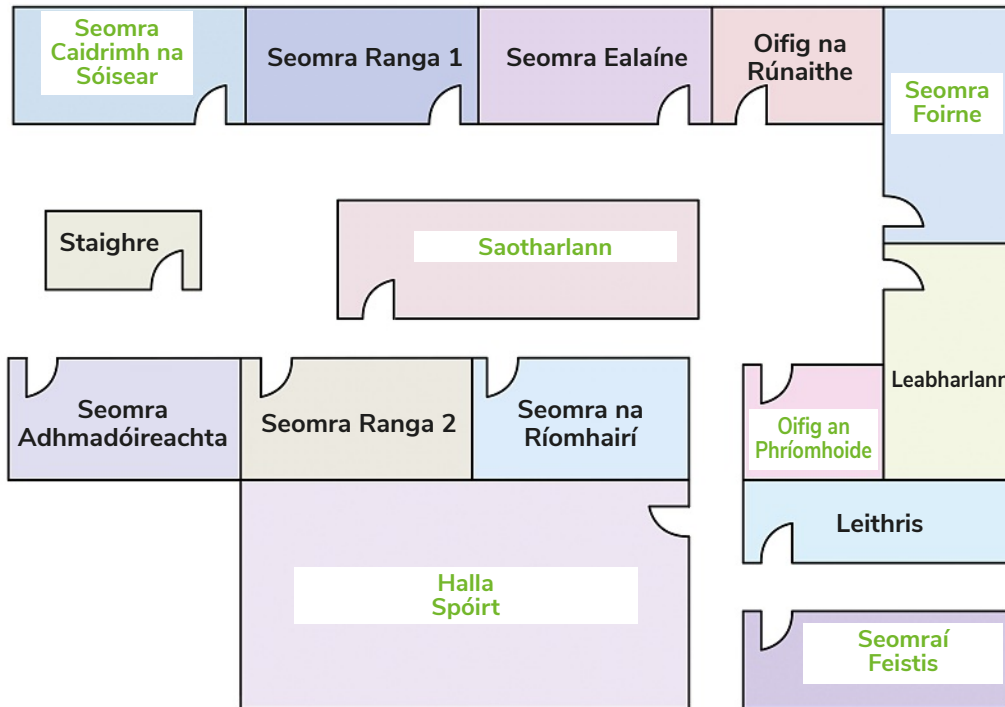 Seomra
Caidrimh na
Sóisear
Seomra Ranga 1
Seomra Ealaíne
Oifig na
Rúnaithe
Seomra
Foirne
Staighre
Saotharlann
Leabharlann
Seomra
Adhmadóireachta
Seomra Ranga 2
Seomra na
Ríomhairí
Oifig an
Phríomhoide
Leithris
Halla
Spóirt
Seomraí
Feistis